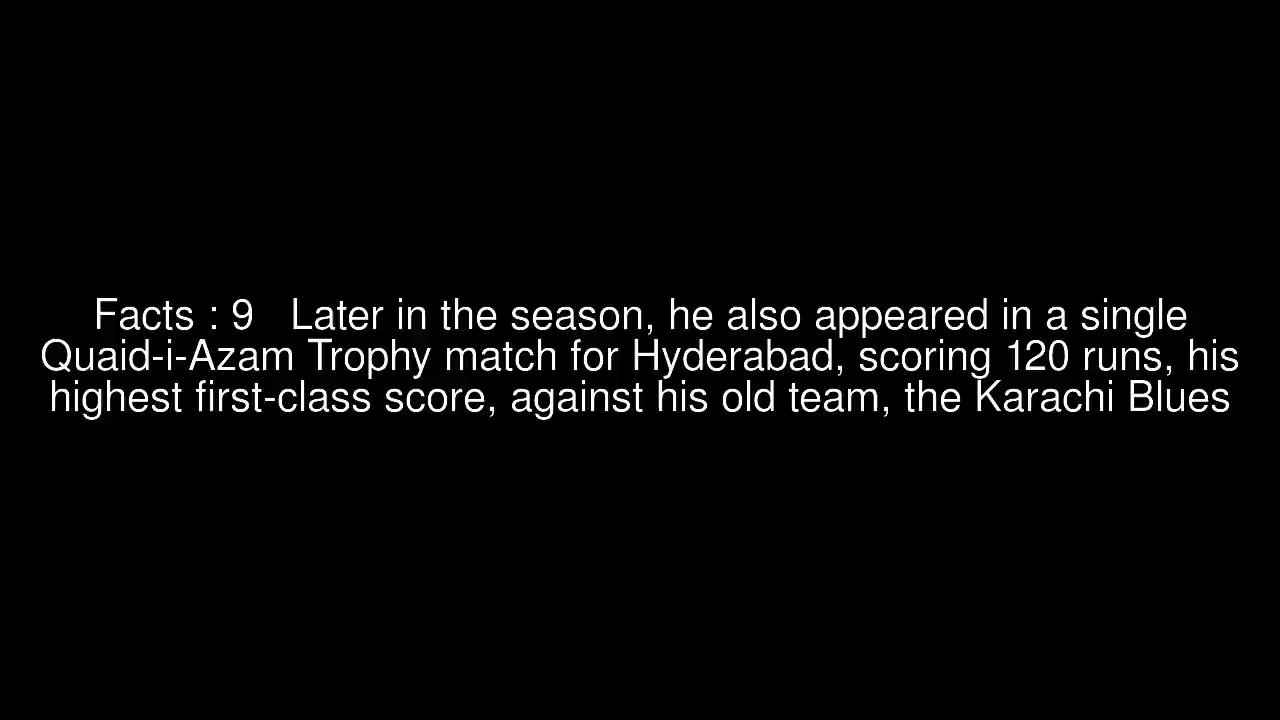 Facts : 9   Later in the season, he also appeared in a single
Quaid-i-Azam Trophy match for Hyderabad, scoring 120 runs, his
highest first-class score, against his old team, the Karachi Blues